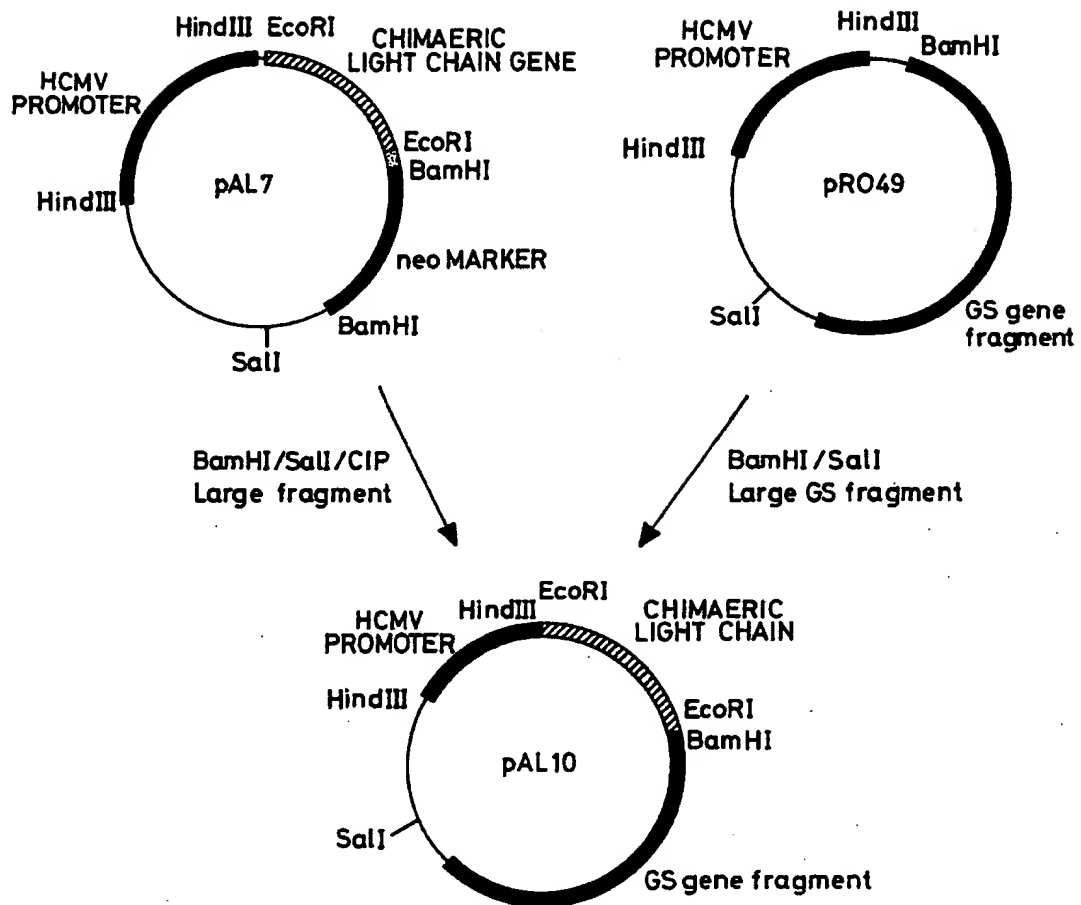 HindIII EcoRI
CHIMAERIC
LIGHT CHAIN GENE
HCMV
PROMOTER
EcoRI
BamHI
HindIII
pAL7
neo MARKER
BamHI
SalI
HCMV
PROMOTER
HindIII
BamHI
HindIII
pRO49
SalI
GS gene
fragment
BamHI/SalI/CIP
Large fragment
BamHI/SalI
Large GS fragment
EcoRI
HindIII
CHIMAERIC
LIGHT CHAIN
HCMV
PROMOTER
HindIII
EcoRI
BamHI
pAL10
SalI
GS gene fragment